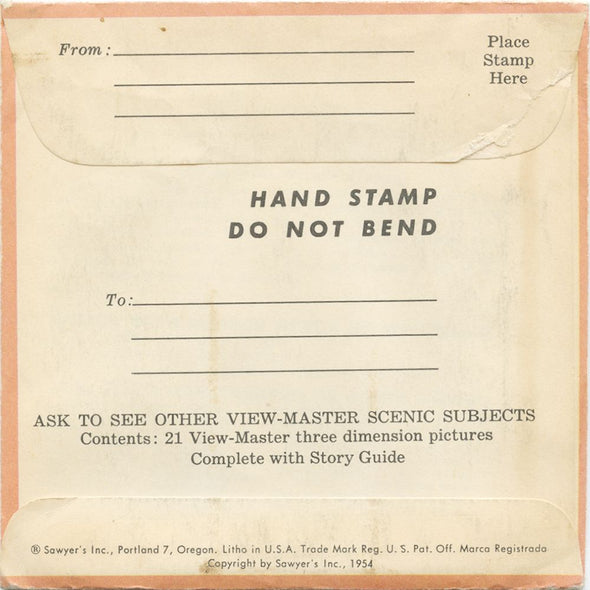 From:
Place
Stamp
Here
HAND STAMP
DO NOT BEND
To:
ASK TO SEE OTHER VIEW-MASTER SCENIC SUBJECTS
Contents: 21 View-Master three dimension pictures
Complete with Story Guide
® Sawyer's Inc., Portland 7, Oregon. Litho in U.S.A. Trade Mark Reg. U. S. Pat. Off. Marca Registrada
Copyright by Sawyer's Inc., 1954